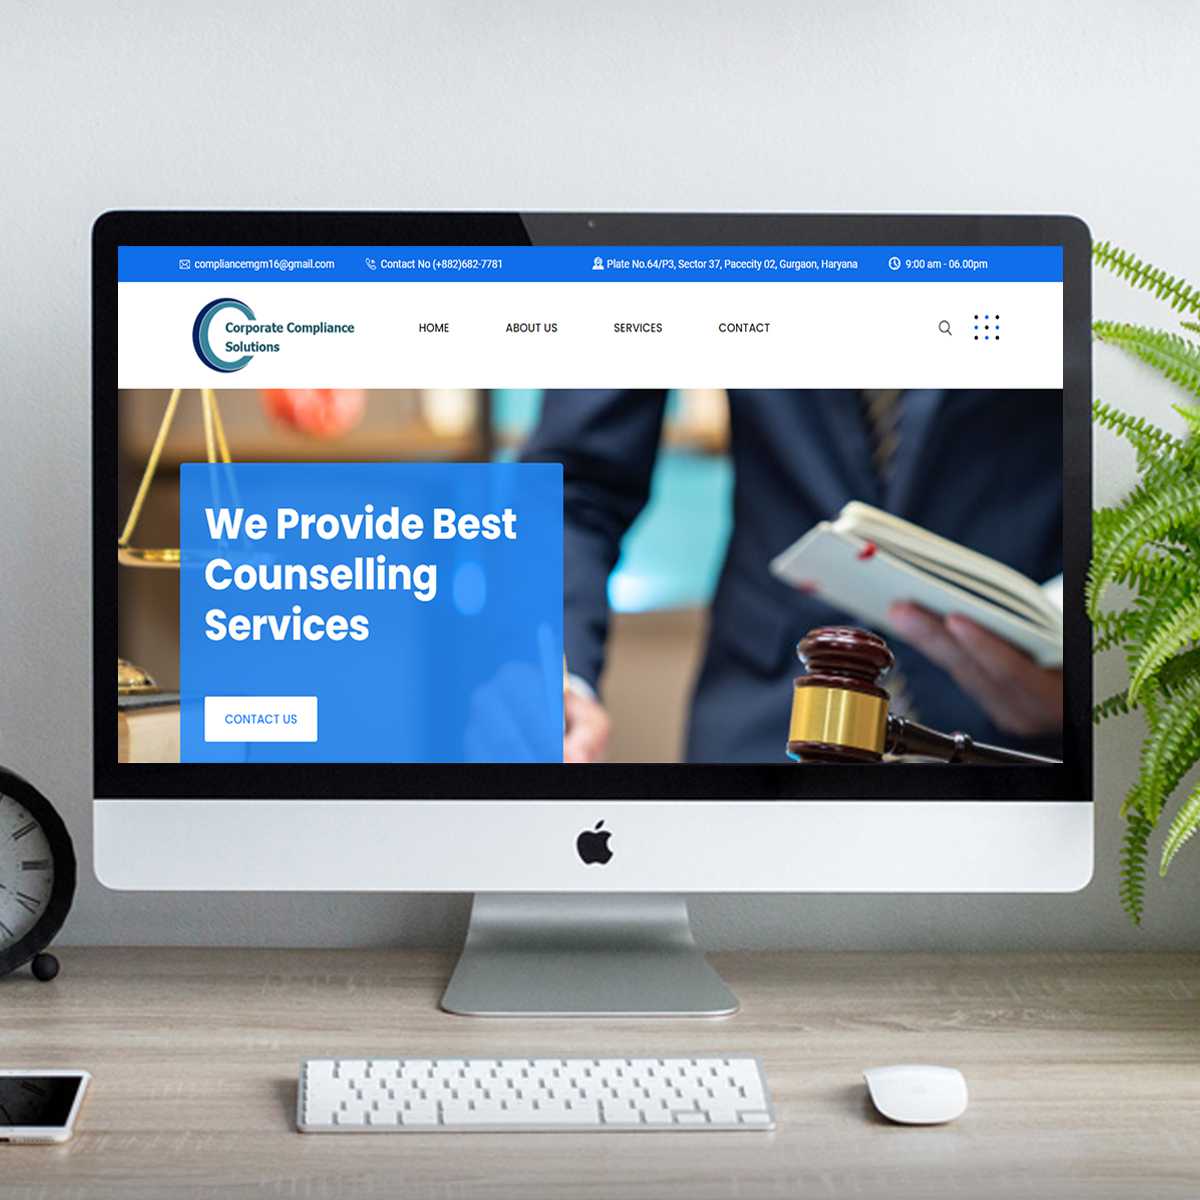 compliancemgm16@gmail.com
Contact No (+882)682-7781
Plate No.64/P3, Sector 37, Pacecity 02, Gurgaon, Haryana
9:00 am - 06.00pm
Corporate Compliance
Solutions
HOME
ABOUT US
SERVICES
CONTACT
We Provide Best
Counselling
Services
CONTACT US